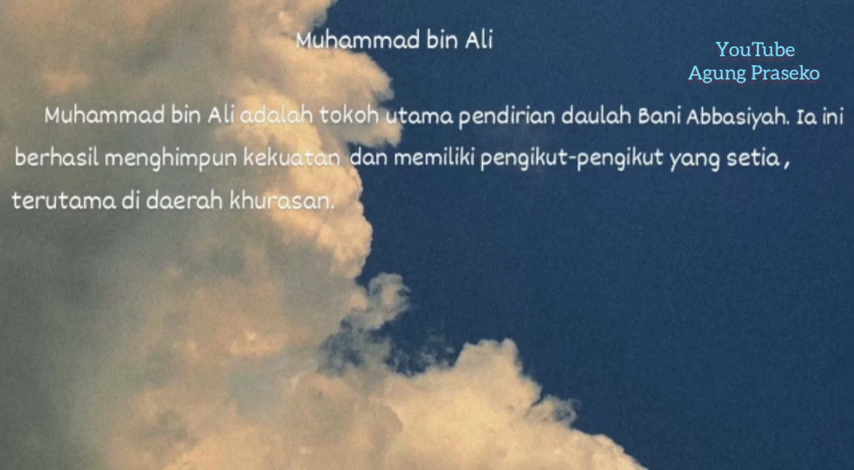 Muhammad bin Ali
YouTube
Agung Praseko
Muhammad bin Ali adalah tokoh utama pendirian daulah Bani Abbasiyah. Ia ini
berhasil menghimpun kekuatan dan memiliki pengikut-pengikut yang setia,
terutama di daerah khurasan.